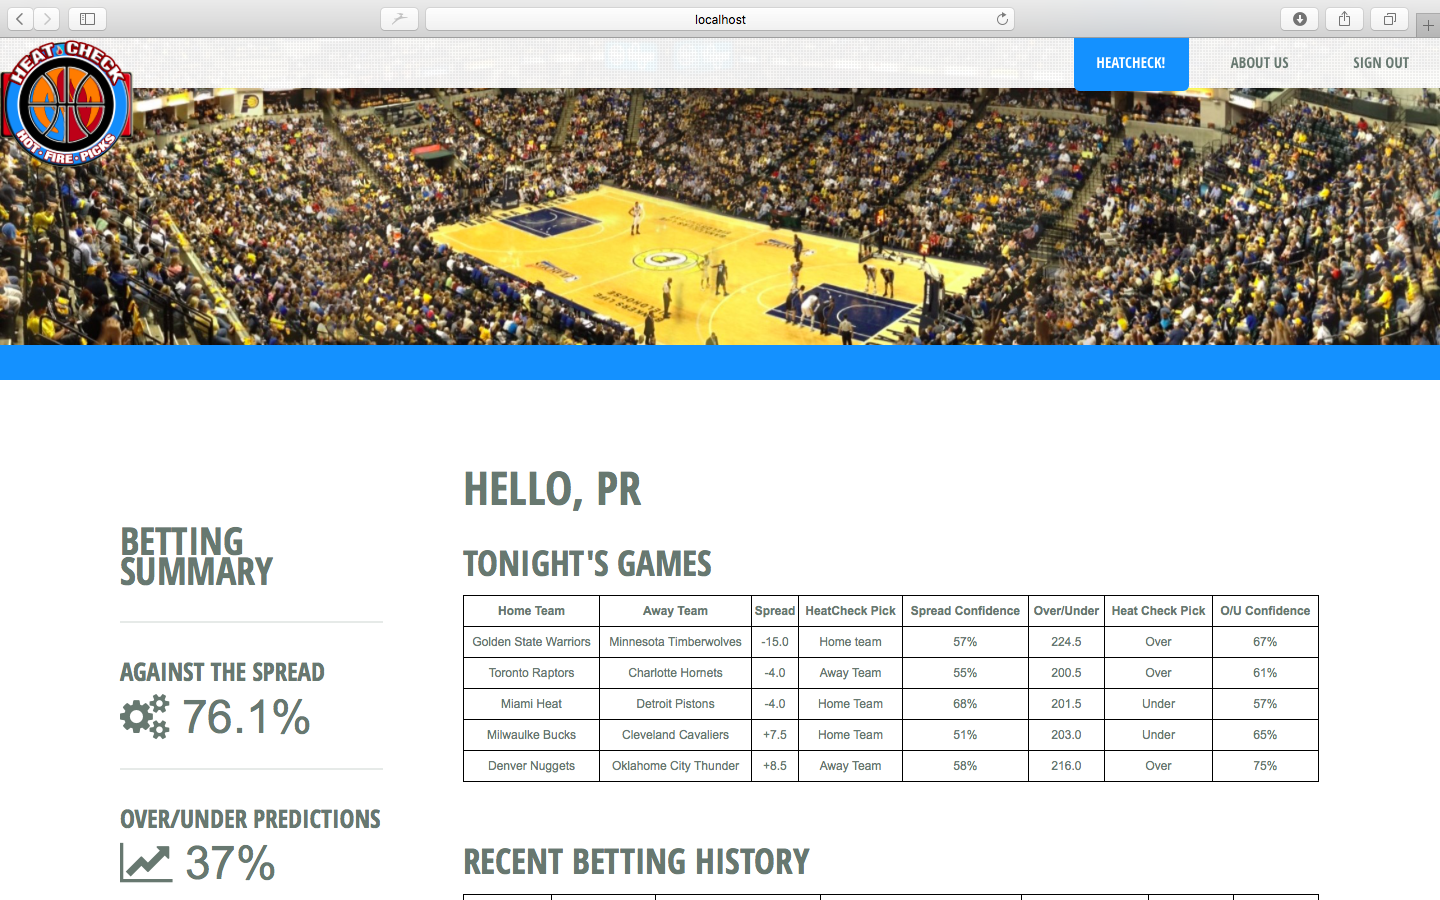 localhost
HEAT CHECK
HOT · FIRE · PICKS
HEATCHECK!
ABOUT US
SIGN OUT
HELLO, PR
BETTING
SUMMARY
AGAINST THE SPREAD
76.1%
OVER/UNDER PREDICTIONS
37%
TONIGHT'S GAMES
Home Team Away Team Spread HeatCheck Pick Spread Confidence Over/Under Heat Check Pick O/U Confidence
Golden State Warriors Minnesota Timberwolves -15.0 Home team 57% 224.5 Over 67%
Toronto Raptors Charlotte Hornets -4.0 Away Team 55% 200.5 Over 61%
Miami Heat Detroit Pistons -4.0 Home Team 68% 201.5 Under 57%
Milwaulke Bucks Cleveland Cavaliers +7.5 Home Team 51% 203.0 Under 65%
Denver Nuggets Oklahome City Thunder +8.5 Away Team 58% 216.0 Over 75%
RECENT BETTING HISTORY